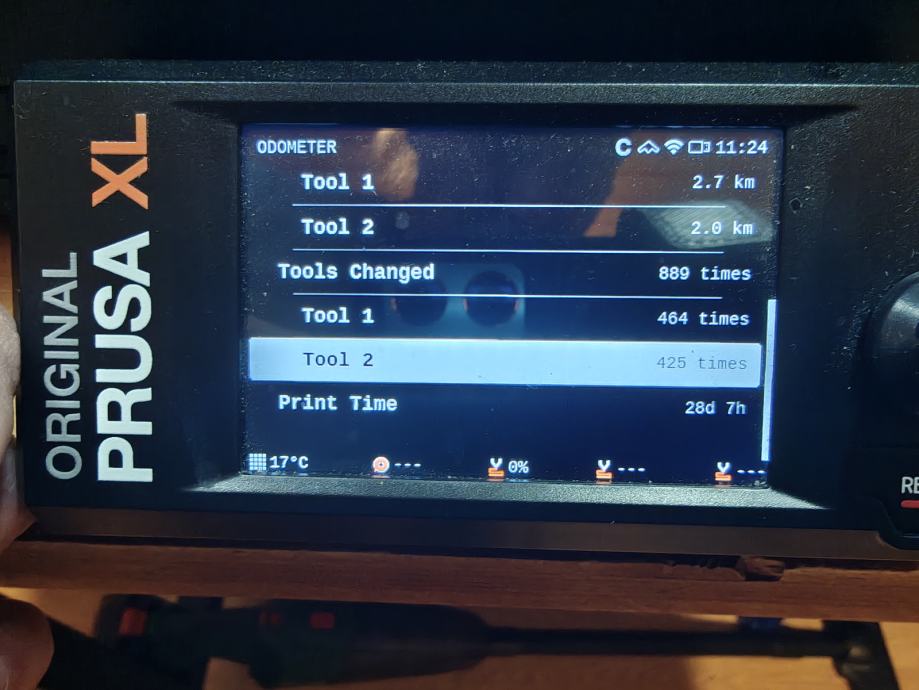 ORIGINAL
PRUSA XL
ODOMETER C 11:24
Tool 1 2.7 km
Tool 2 2.0 km
Tools Changed 889 times
Tool 1 464 times
Tool 2 425 times
Print Time 28d 7h
17°C --- 0% --- ---